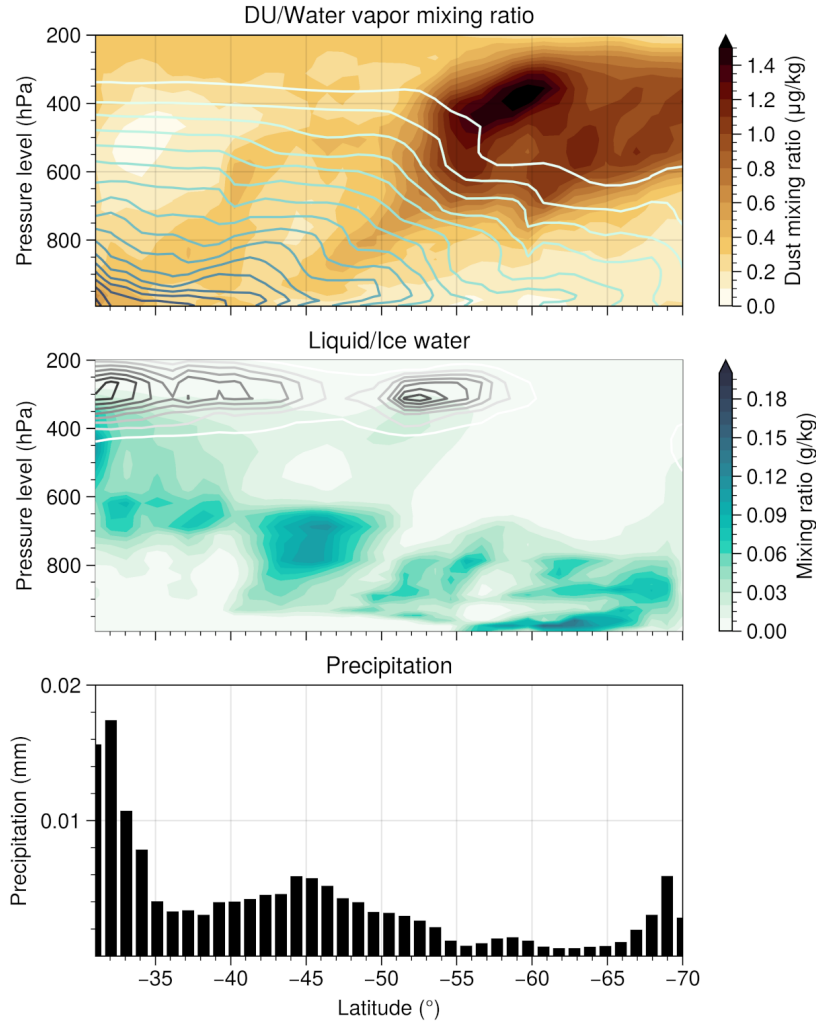 DU/Water vapor mixing ratio
200
400
600
800
Pressure level (hPa)
1.4
1.2
1.0
0.8
0.6
0.4
0.2
0.0
Dust mixing ratio (µg/kg)
Liquid/Ice water
200
400
600
800
Pressure level (hPa)
0.18
0.15
0.12
0.09
0.06
0.03
0.00
Mixing ratio (g/kg)
Precipitation
0.02
0.01
Precipitation (mm)
−35 −40 −45 −50 −55 −60 −65 −70
Latitude (°)